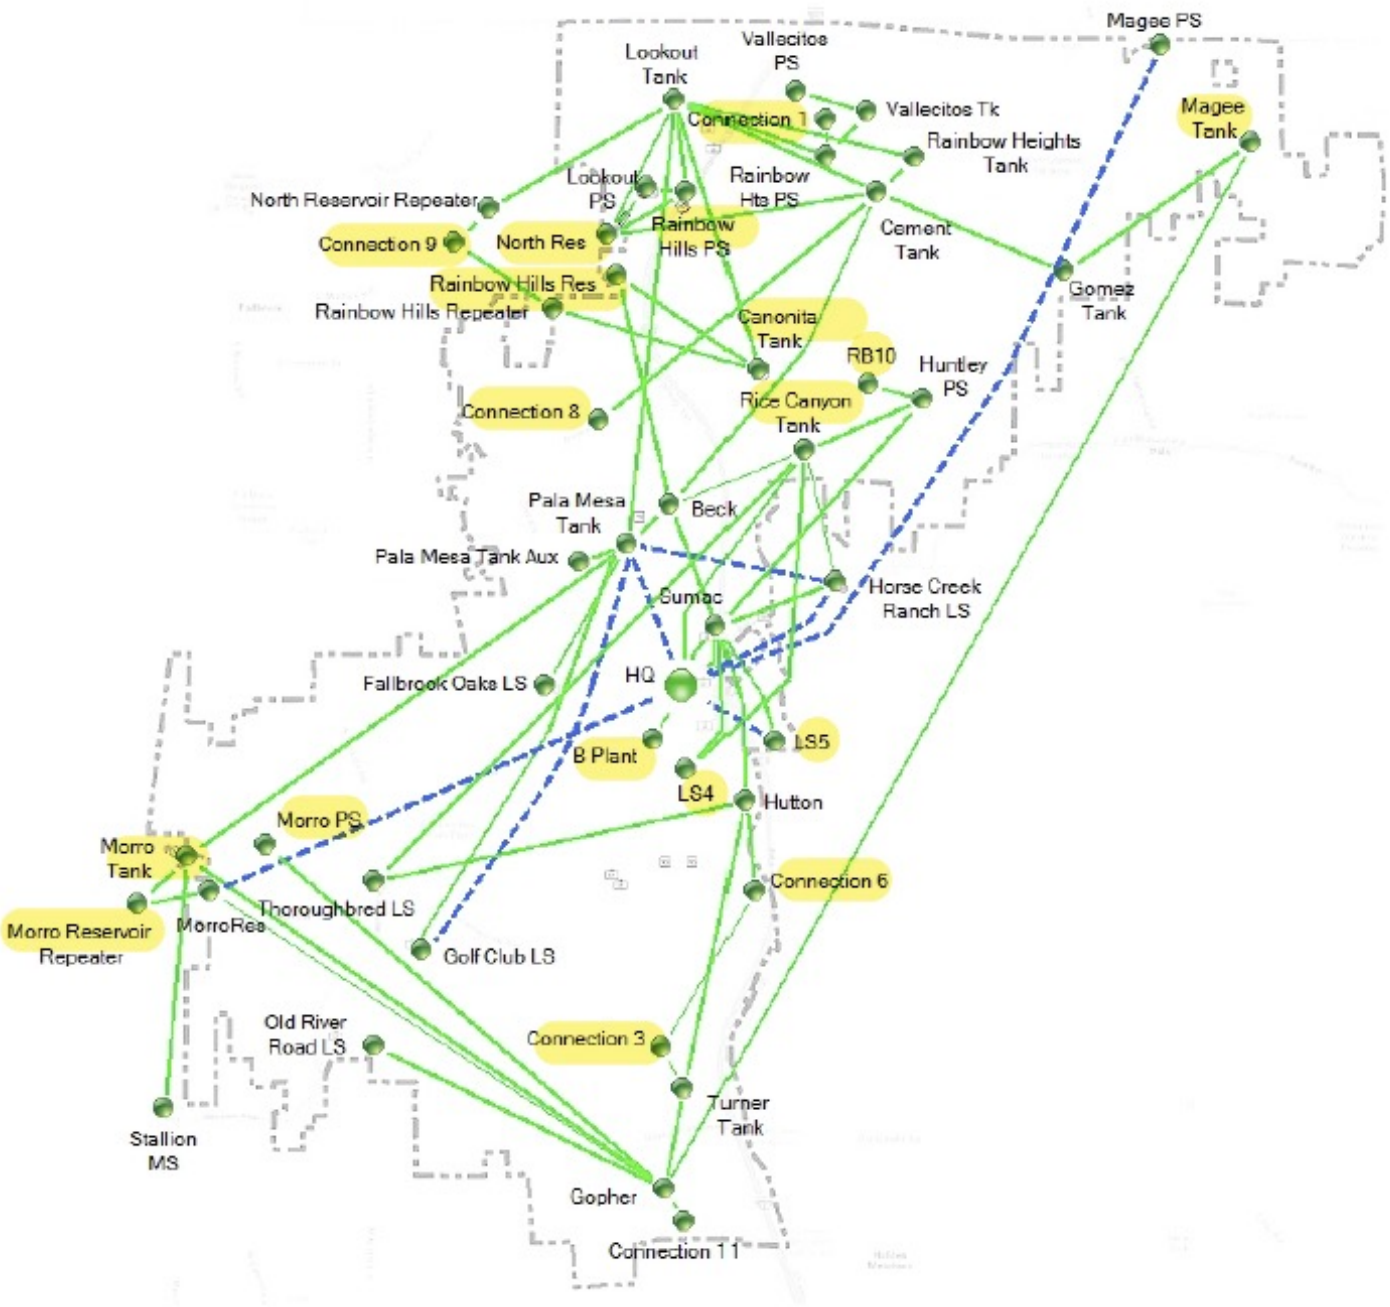 Magee PS
Vallecitos
PS
Lookout
Tank
Connection 1
Vallecitos Tk
Magee
Tank
Rainbow Heights
Tank
Lookout
PS
Rainbow
Hts PS
North Reservoir Repeater
Connection 9
North Res
Rainbow
Hills PS
Cement
Tank
Rainbow Hills Res
Rainbow Hills Repeater
Gomez
Tank
Canonita
Tank
RB10
Huntley
PS
Connection 8
Rice Canyon
Tank
Pala Mesa
Tank
Beck
Pala Mesa Tank Aux
Horse Creek
Ranch LS
Sumac
HQ
Fallbrook Oaks LS
B Plant
LS5
LS4
Hutton
Morro PS
Morro
Tank
Connection 6
Thoroughbred LS
MorroRes
Morro Reservoir
Repeater
Golf Club LS
Old River
Road LS
Connection 3
Turner
Tank
Stallion
MS
Gopher
Connection 11